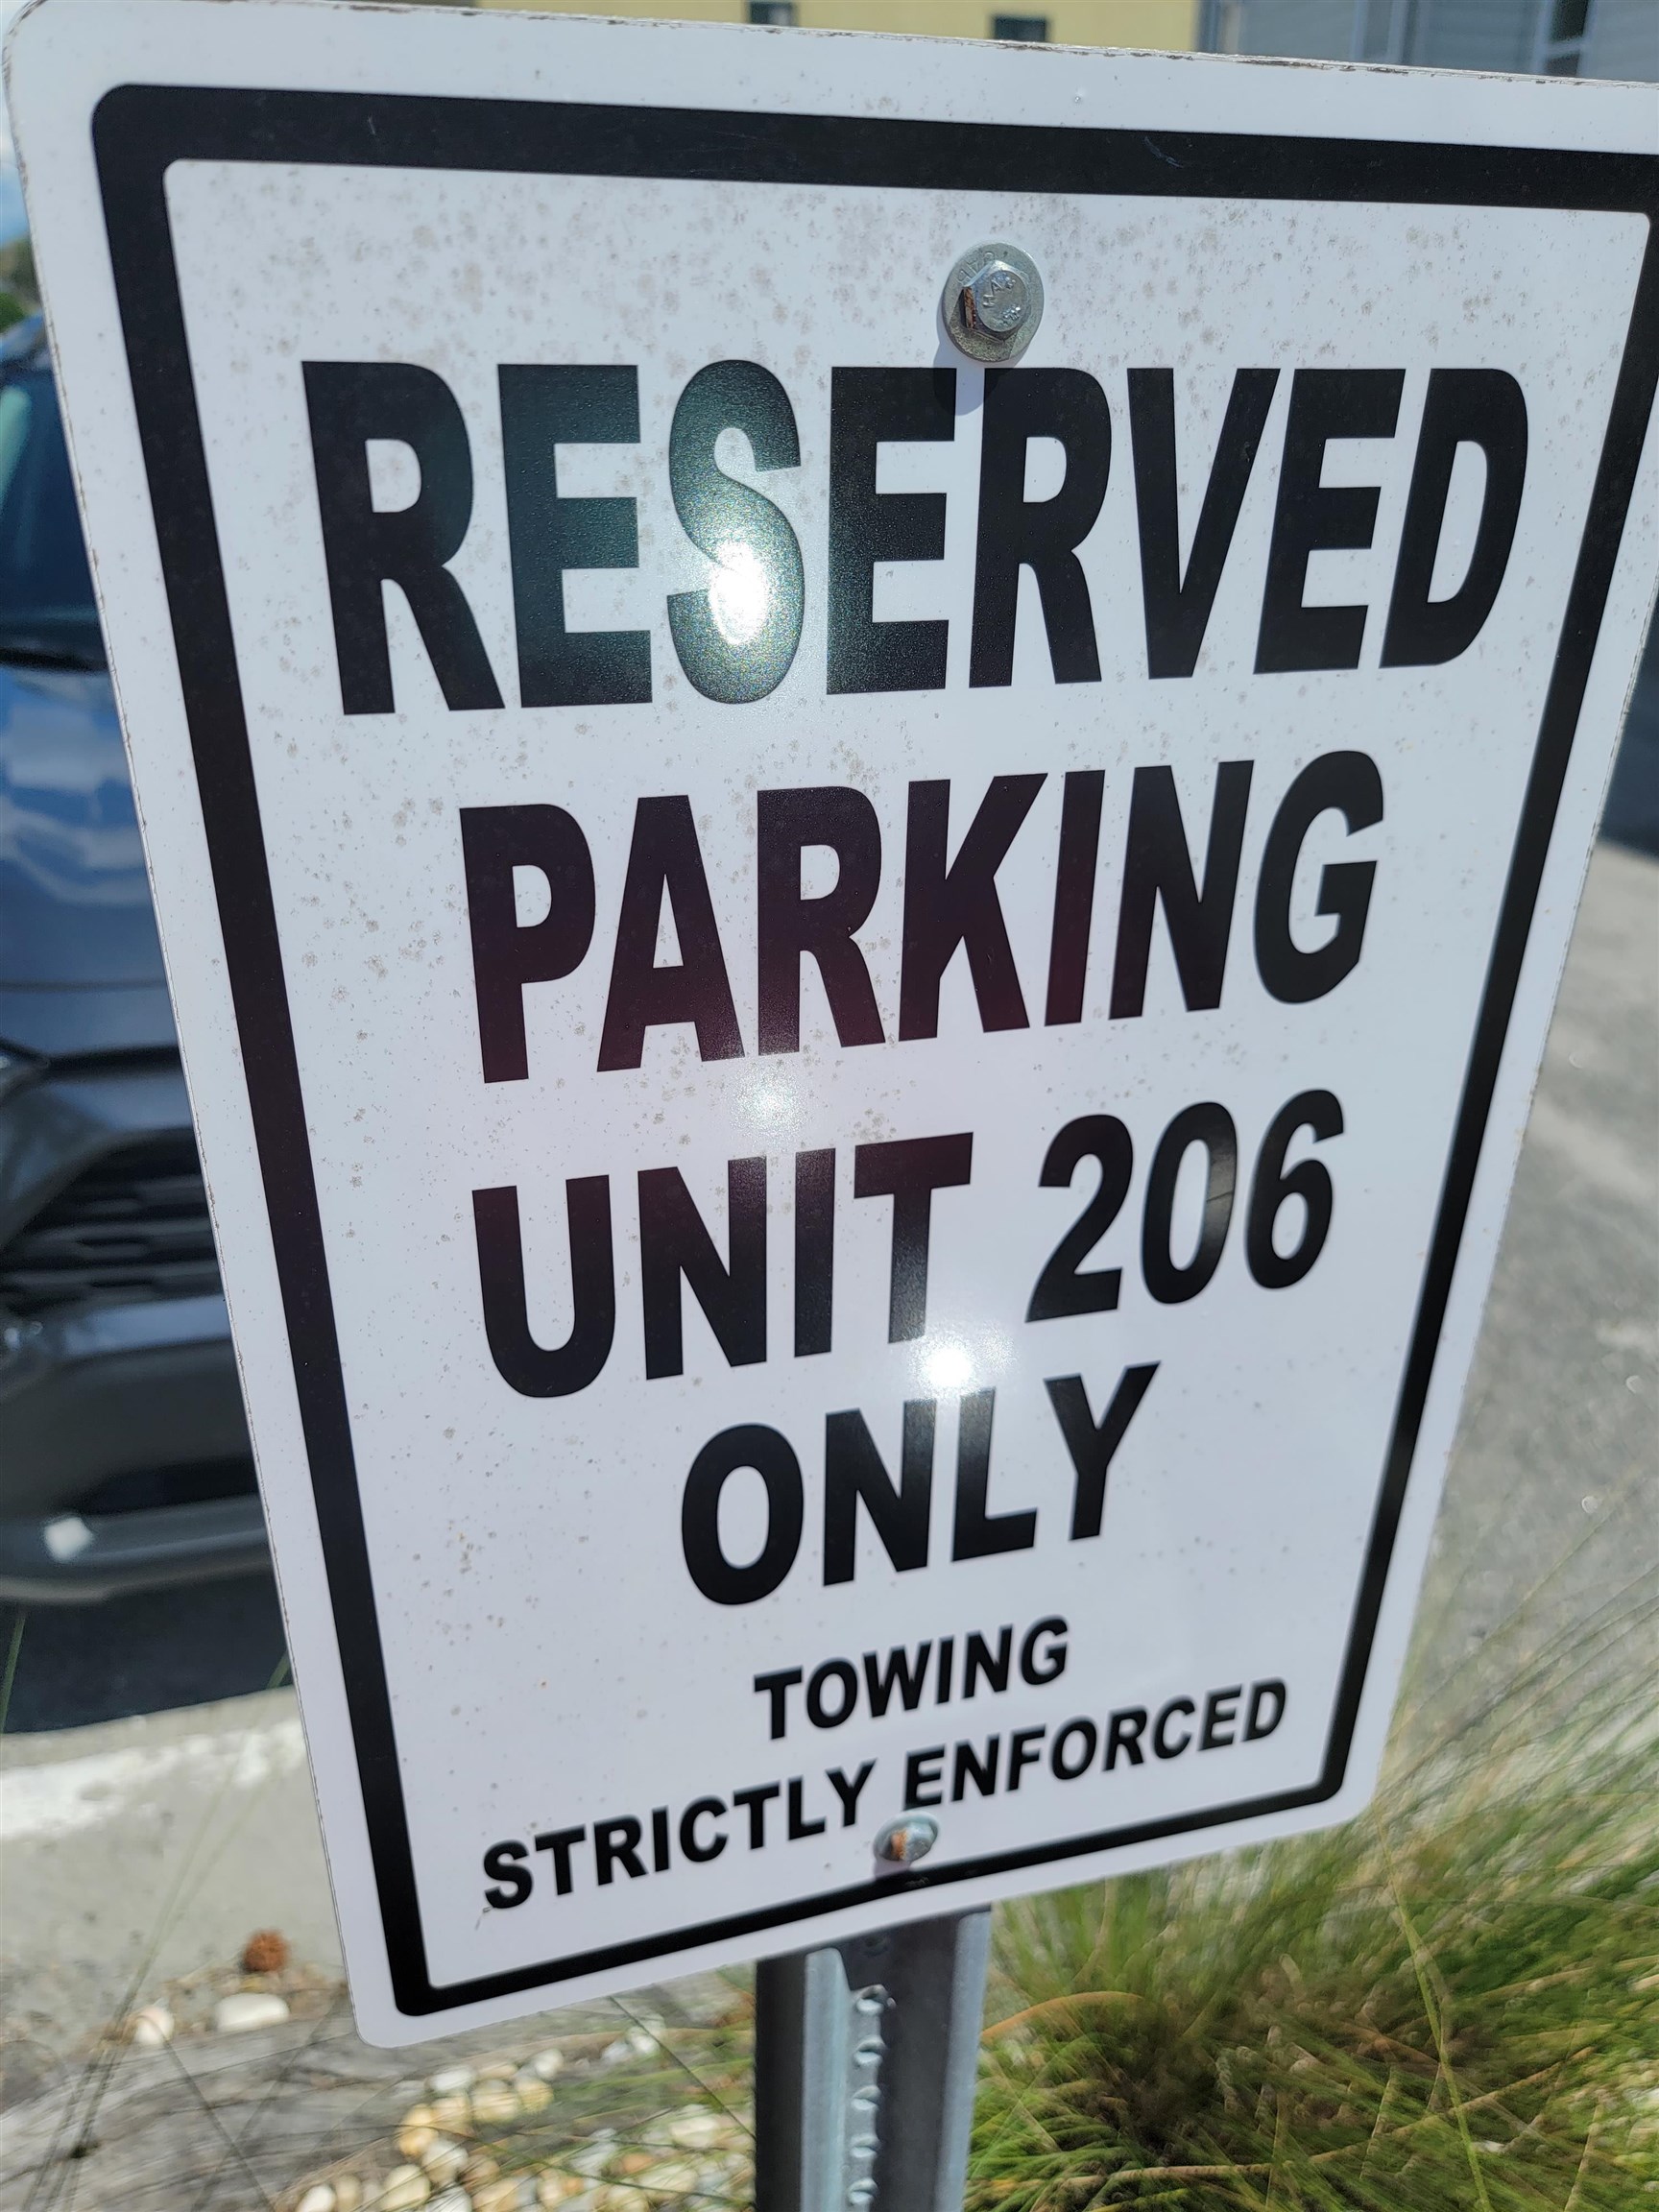 RESERVED
PARKING
UNIT 206
ONLY
TOWING
STRICTLY ENFORCED